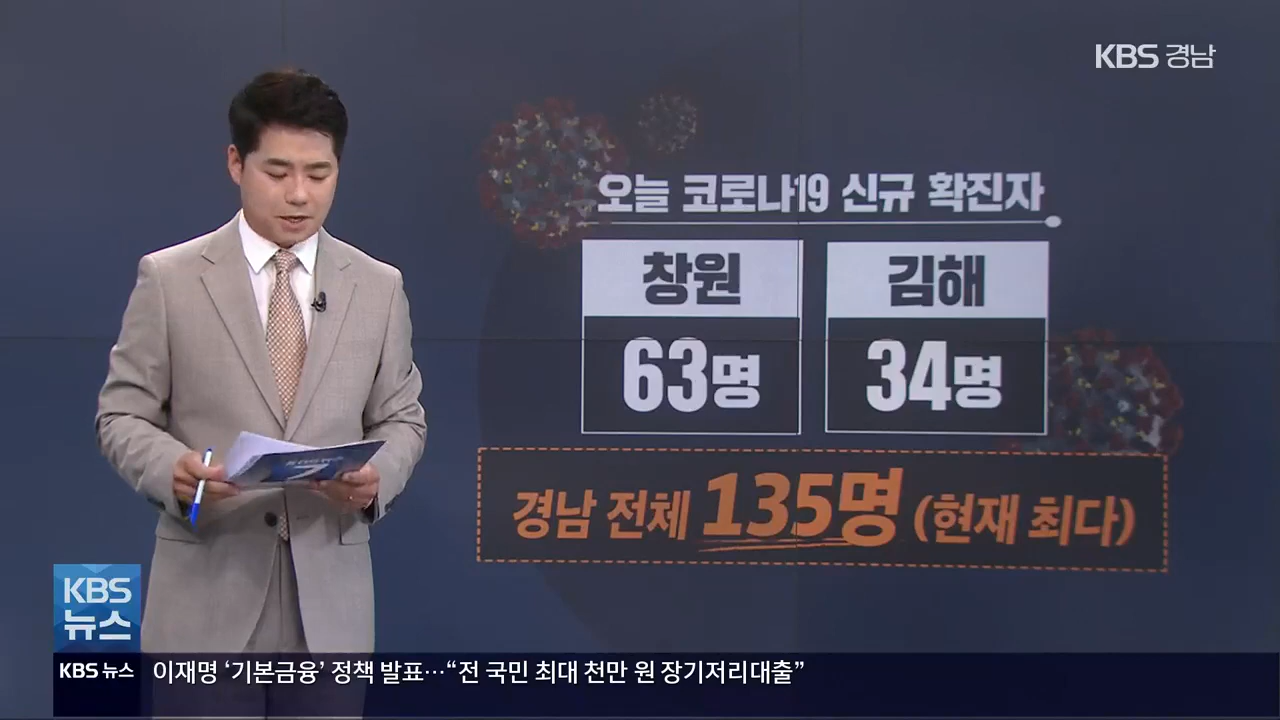 KBS 경남
오늘 코로나19 신규 확진자
창원
63명
김해
34명
경남 전체 135명 (현재 최다)
7
KBS
뉴스
KBS 뉴스 이재명 ‘기본금융’ 정책 발표…“전 국민 최대 천만 원 장기저리대출”